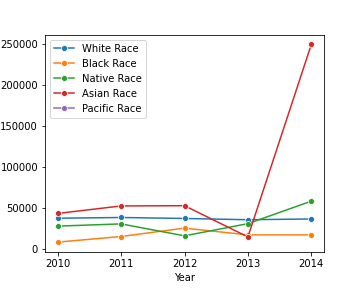 250000
200000
150000
100000
50000
0
White Race
Black Race
Native Race
Asian Race
Pacific Race
2010 2011 2012 2013 2014
Year